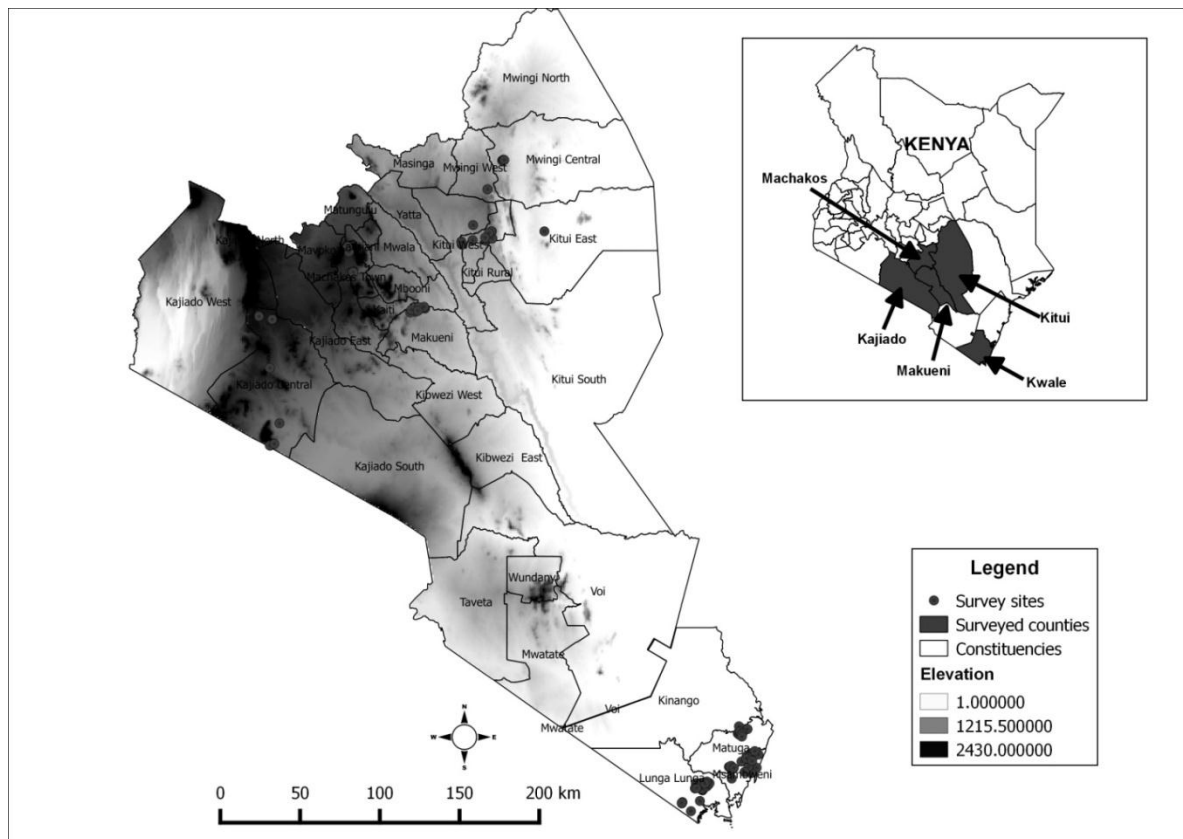 Mwingi North
Masinga
Mwingi West
Mwingi Central
Matungulu
Yatta
Kitui West
Kitui East
Mwala
Machakos Town
Kitui Rural
Mbooni
Kajiado West
Kajiado East
Makueni
Kajiado Central
Kitui South
Kibwezi West
Kajiado South
Kibwezi East
Wundanyi
Taveta
Voi
Mwatate
Voi
Kinango
Mwatate
Matuga
Lunga Lunga
Msambweni
N
W
E
S
0 50 100 150 200 km
KENYA
Machakos
Kajiado
Makueni
Kitui
Kwale
Legend
Survey sites
Surveyed counties
Constituencies
Elevation
1.000000
1215.500000
2430.000000